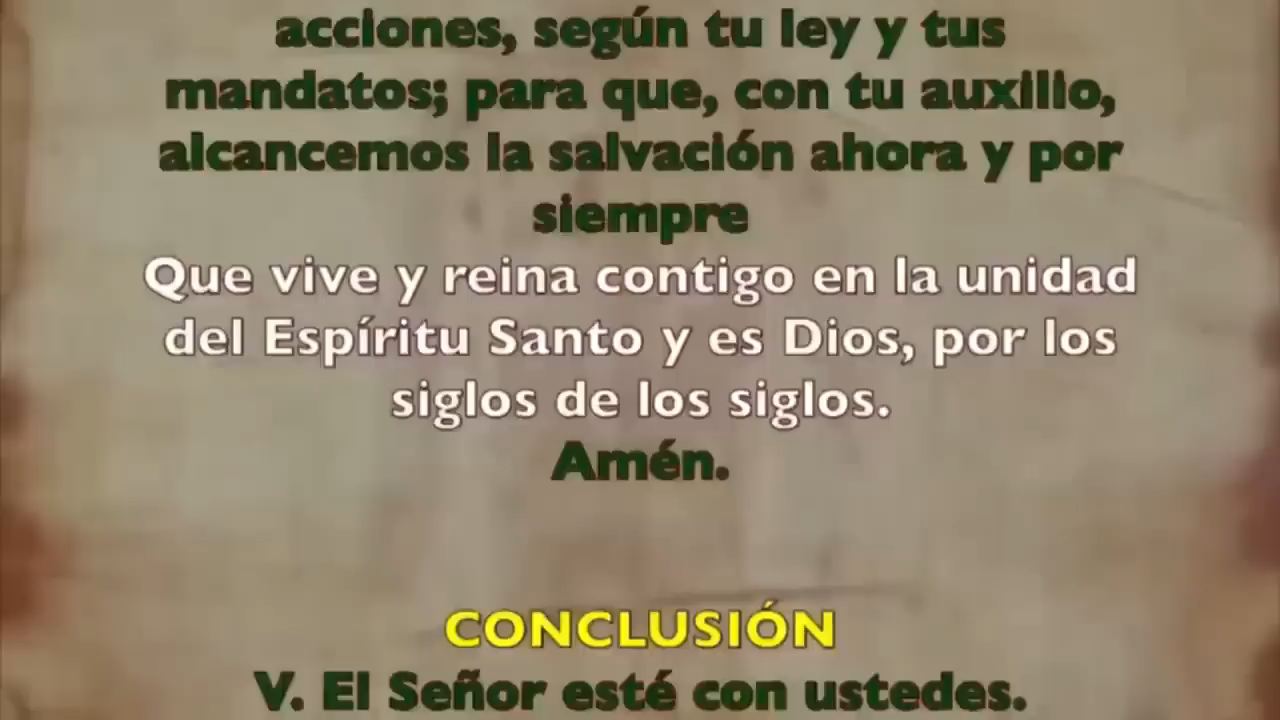 acciones, según tu ley y tus
mandatos; para que, con tu auxilio,
alcancemos la salvación ahora y por
siempre
Que vive y reina contigo en la unidad
del Espíritu Santo y es Dios, por los
siglos de los siglos.
Amén.
CONCLUSIÓN
V. El Señor esté con ustedes.